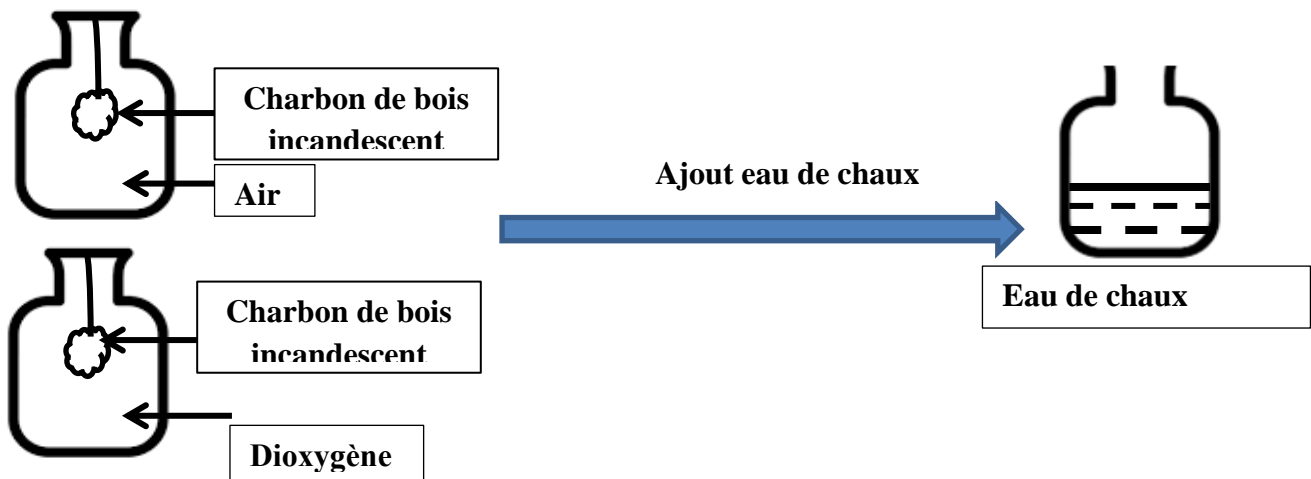 Charbon de bois
incandescent
Air
Ajout eau de chaux
Eau de chaux
Charbon de bois
incandescent
Dioxygène